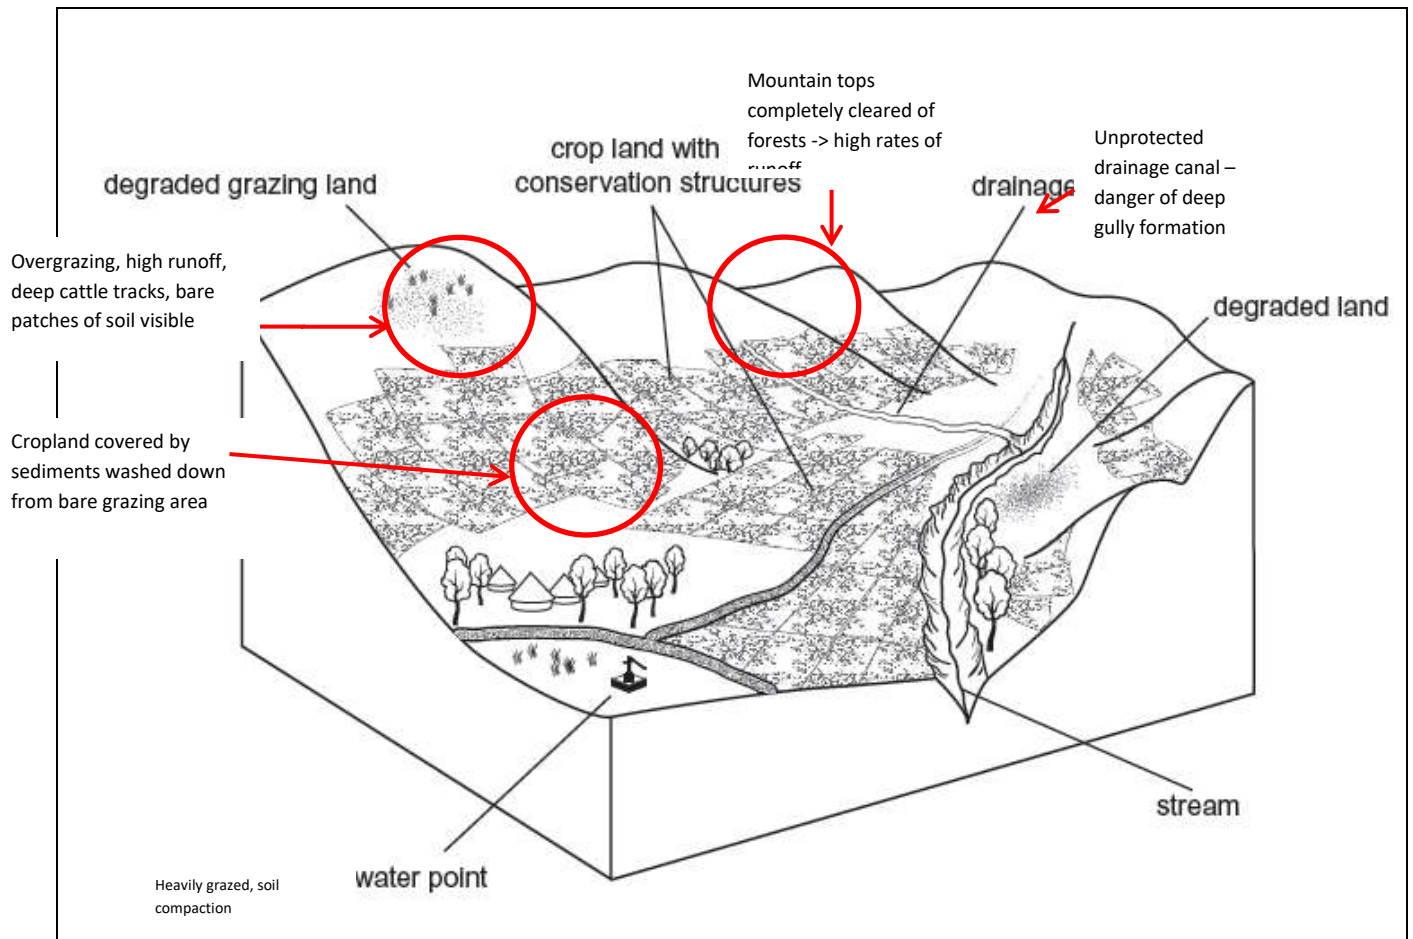 Mountain tops
completely cleared of
forests -> high rates of
runoff
Unprotected
drainage canal –
danger of deep
gully formation
crop land with
conservation structures
degraded grazing land
drainage
Overgrazing, high runoff,
deep cattle tracks, bare
patches of soil visible
degraded land
Cropland covered by
sediments washed down
from bare grazing area
stream
water point
Heavily grazed, soil
compaction